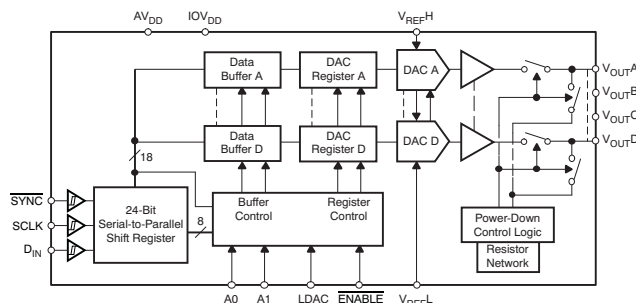 AVDD IOVDD VREFH
Data Buffer A
DAC Register A
DAC A
VOUTA
VOUTB
VOUTC
Data Buffer D
DAC Register D
DAC D
VOUTD
18
SYNC
SCLK
DIN
24-Bit
Serial-to-Parallel
Shift Register
8
Buffer
Control
Register
Control
Power-Down
Control Logic
Resistor
Network
A0 A1 LDAC ENABLE VREFL